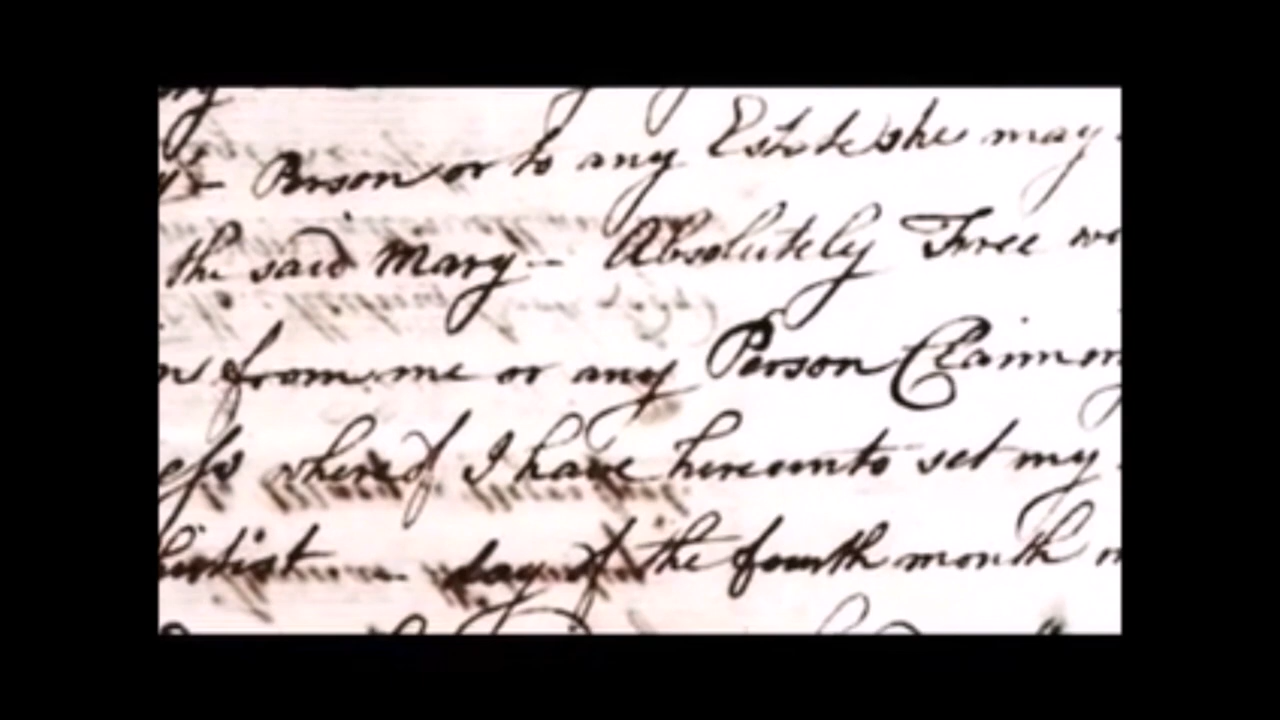 Person or to any Estate she may
the said Mary - Absolutely Free
from me or any Person Claim
whereof I have hereunto set my
day of the fourth month